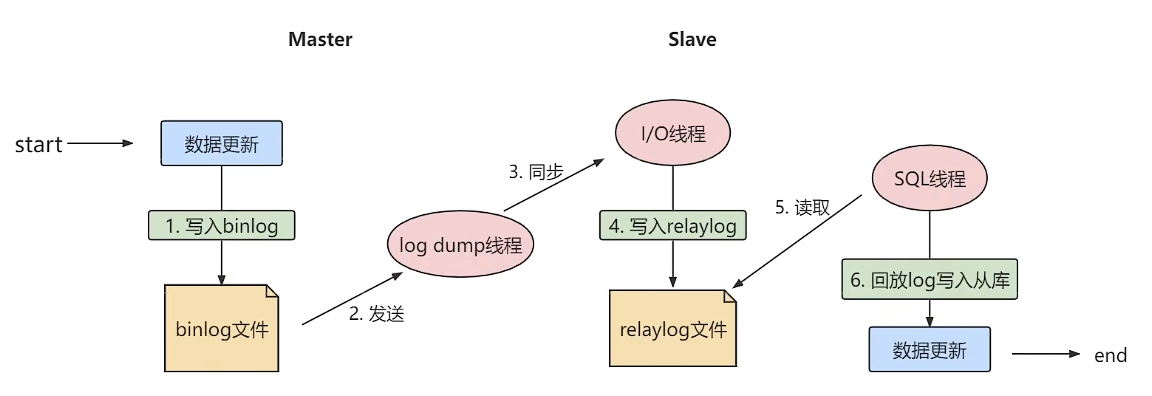 Master
Slave
start
数据更新
1. 写入binlog
binlog文件
2. 发送
log dump线程
3. 同步
I/O线程
4. 写入relaylog
relaylog文件
5. 读取
SQL线程
6. 回放log写入从库
数据更新
end